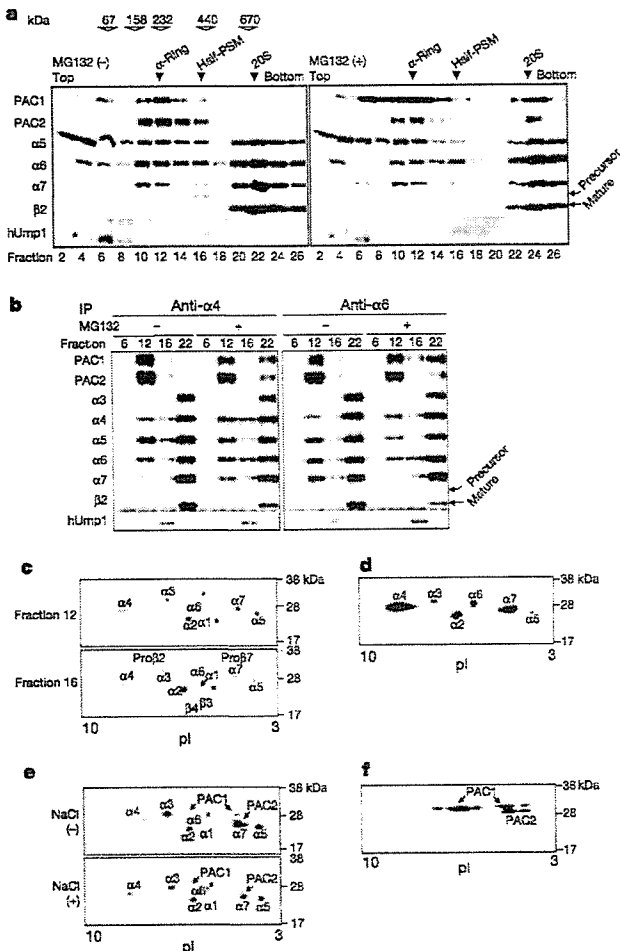 a kDa 67 158 232 440 670
MG132 (−) α-Ring Half-PSM 20S MG132 (+) α-Ring Half-PSM 20S
Top Bottom Top Bottom
PAC1
PAC2
α5
α6
α7
β2
hUmp1
Precursor
Mature
Fraction 2 4 6 8 10 12 14 16 18 20 22 24 26 2 4 6 8 10 12 14 16 18 20 22 24 26
b IP Anti-α4 Anti-α6
MG132 − + − +
Fraction 6 12 16 22 6 12 16 22 6 12 16 22 6 12 16 22
PAC1
PAC2
α3
α4
α5
α6
α7
β2
hUmp1
Precursor
Mature
c
38 kDa
28
17
Fraction 12
α4 α3 α6 α2 α1 α7 α5
38
28
17
Fraction 16
Proβ2 Proβ7
α4 α3 α2 α6 α1 α7 α5
β4 β3
10 pI 3
d
38 kDa
28
17
α4 α3 α2 α6 α7 α5
10 pI 3
e
38 kDa
28
17
NaCl (−)
PAC1 PAC2
α4 α3 α6 α2 α1 α7 α5
38
28
17
NaCl (+)
PAC1 PAC2
α4 α3 α6 α2 α1 α7 α5
10 pI 3
f
38 kDa
28
17
PAC1
PAC2
10 pI 3